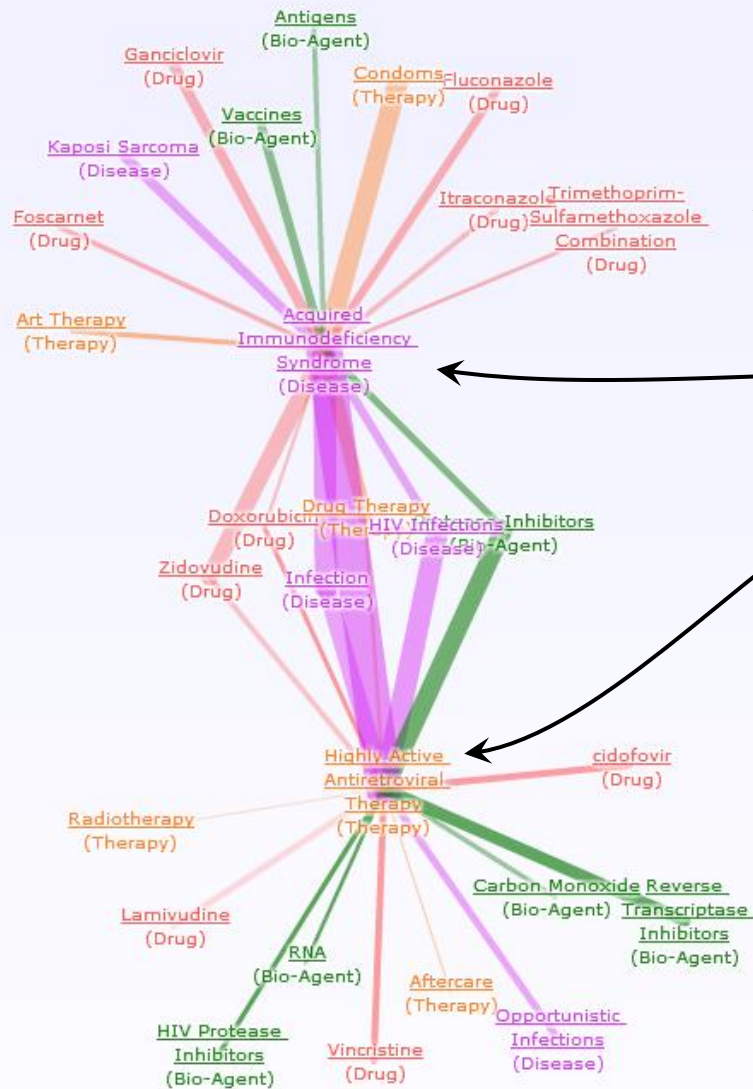 Antigens
(Bio-Agent)
Ganciclovir
(Drug)
Condoms
(Therapy)
Fluconazole
(Drug)
Vaccines
(Bio-Agent)
Kaposi Sarcoma
(Disease)
Itraconazole
(Drug)
Trimethoprim-
Sulfamethoxazole
Combination
(Drug)
Foscarnet
(Drug)
Art Therapy
(Therapy)
Acquired
Immunodeficiency
Syndrome
(Disease)
Drug Therapy
(Therapy)
Doxorubicin
(Drug)
HIV Infections
(Disease)
Inhibitors
(Bio-Agent)
Zidovudine
(Drug)
Infection
(Disease)
Highly Active
Antiretroviral
Therapy
(Therapy)
cidofovir
(Drug)
Radiotherapy
(Therapy)
Carbon Monoxide
(Bio-Agent)
Reverse
Transcriptase
Inhibitors
(Bio-Agent)
Lamivudine
(Drug)
RNA
(Bio-Agent)
Aftercare
(Therapy)
Opportunistic
Infections
(Disease)
HIV Protease
Inhibitors
(Bio-Agent)
Vincristine
(Drug)